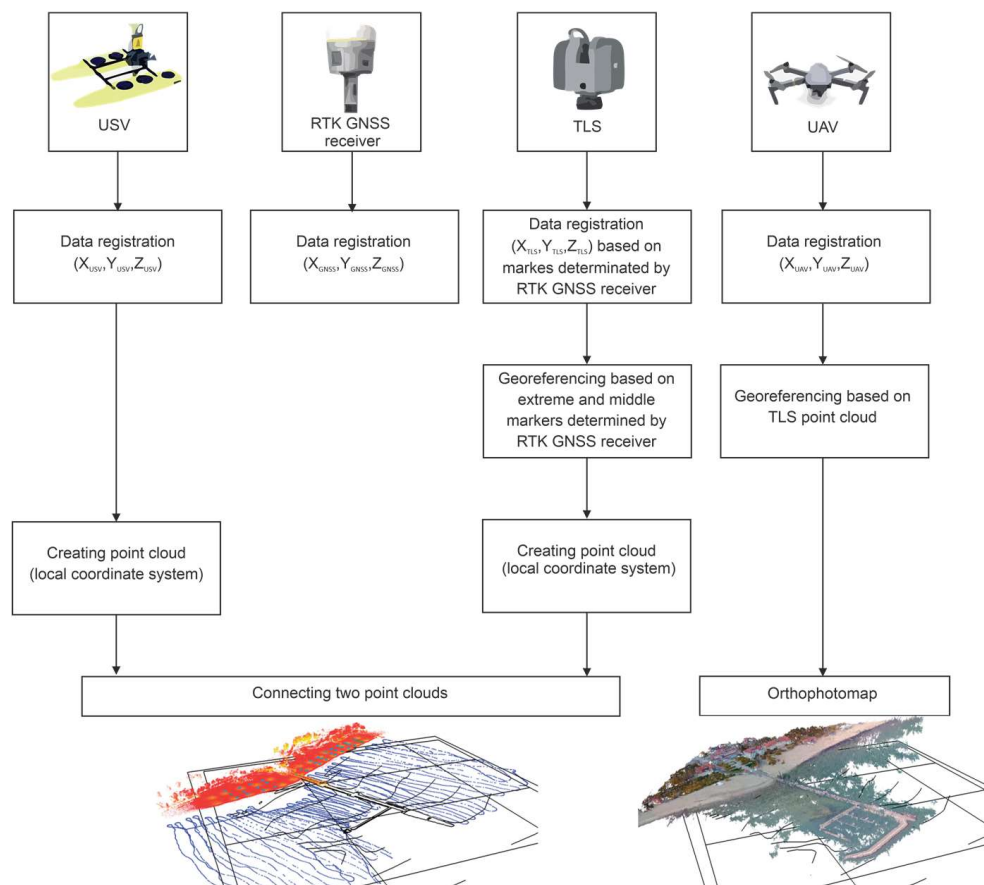 USV
RTK GNSS
receiver
TLS
UAV
Data registration
(XUSV,YUSV,ZUSV)
Data registration
(XGNSS,YGNSS,ZGNSS)
Data registration
(XTLS,YTLS,ZTLS) based on
markes determinated by
RTK GNSS receiver
Data registration
(XUAV,YUAV,ZUAV)
Georeferencing based on
extreme and middle
markers determined by
RTK GNSS receiver
Georeferencing based on
TLS point cloud
Creating point cloud
(local coordinate system)
Creating point cloud
(local coordinate system)
Connecting two point clouds
Orthophotomap